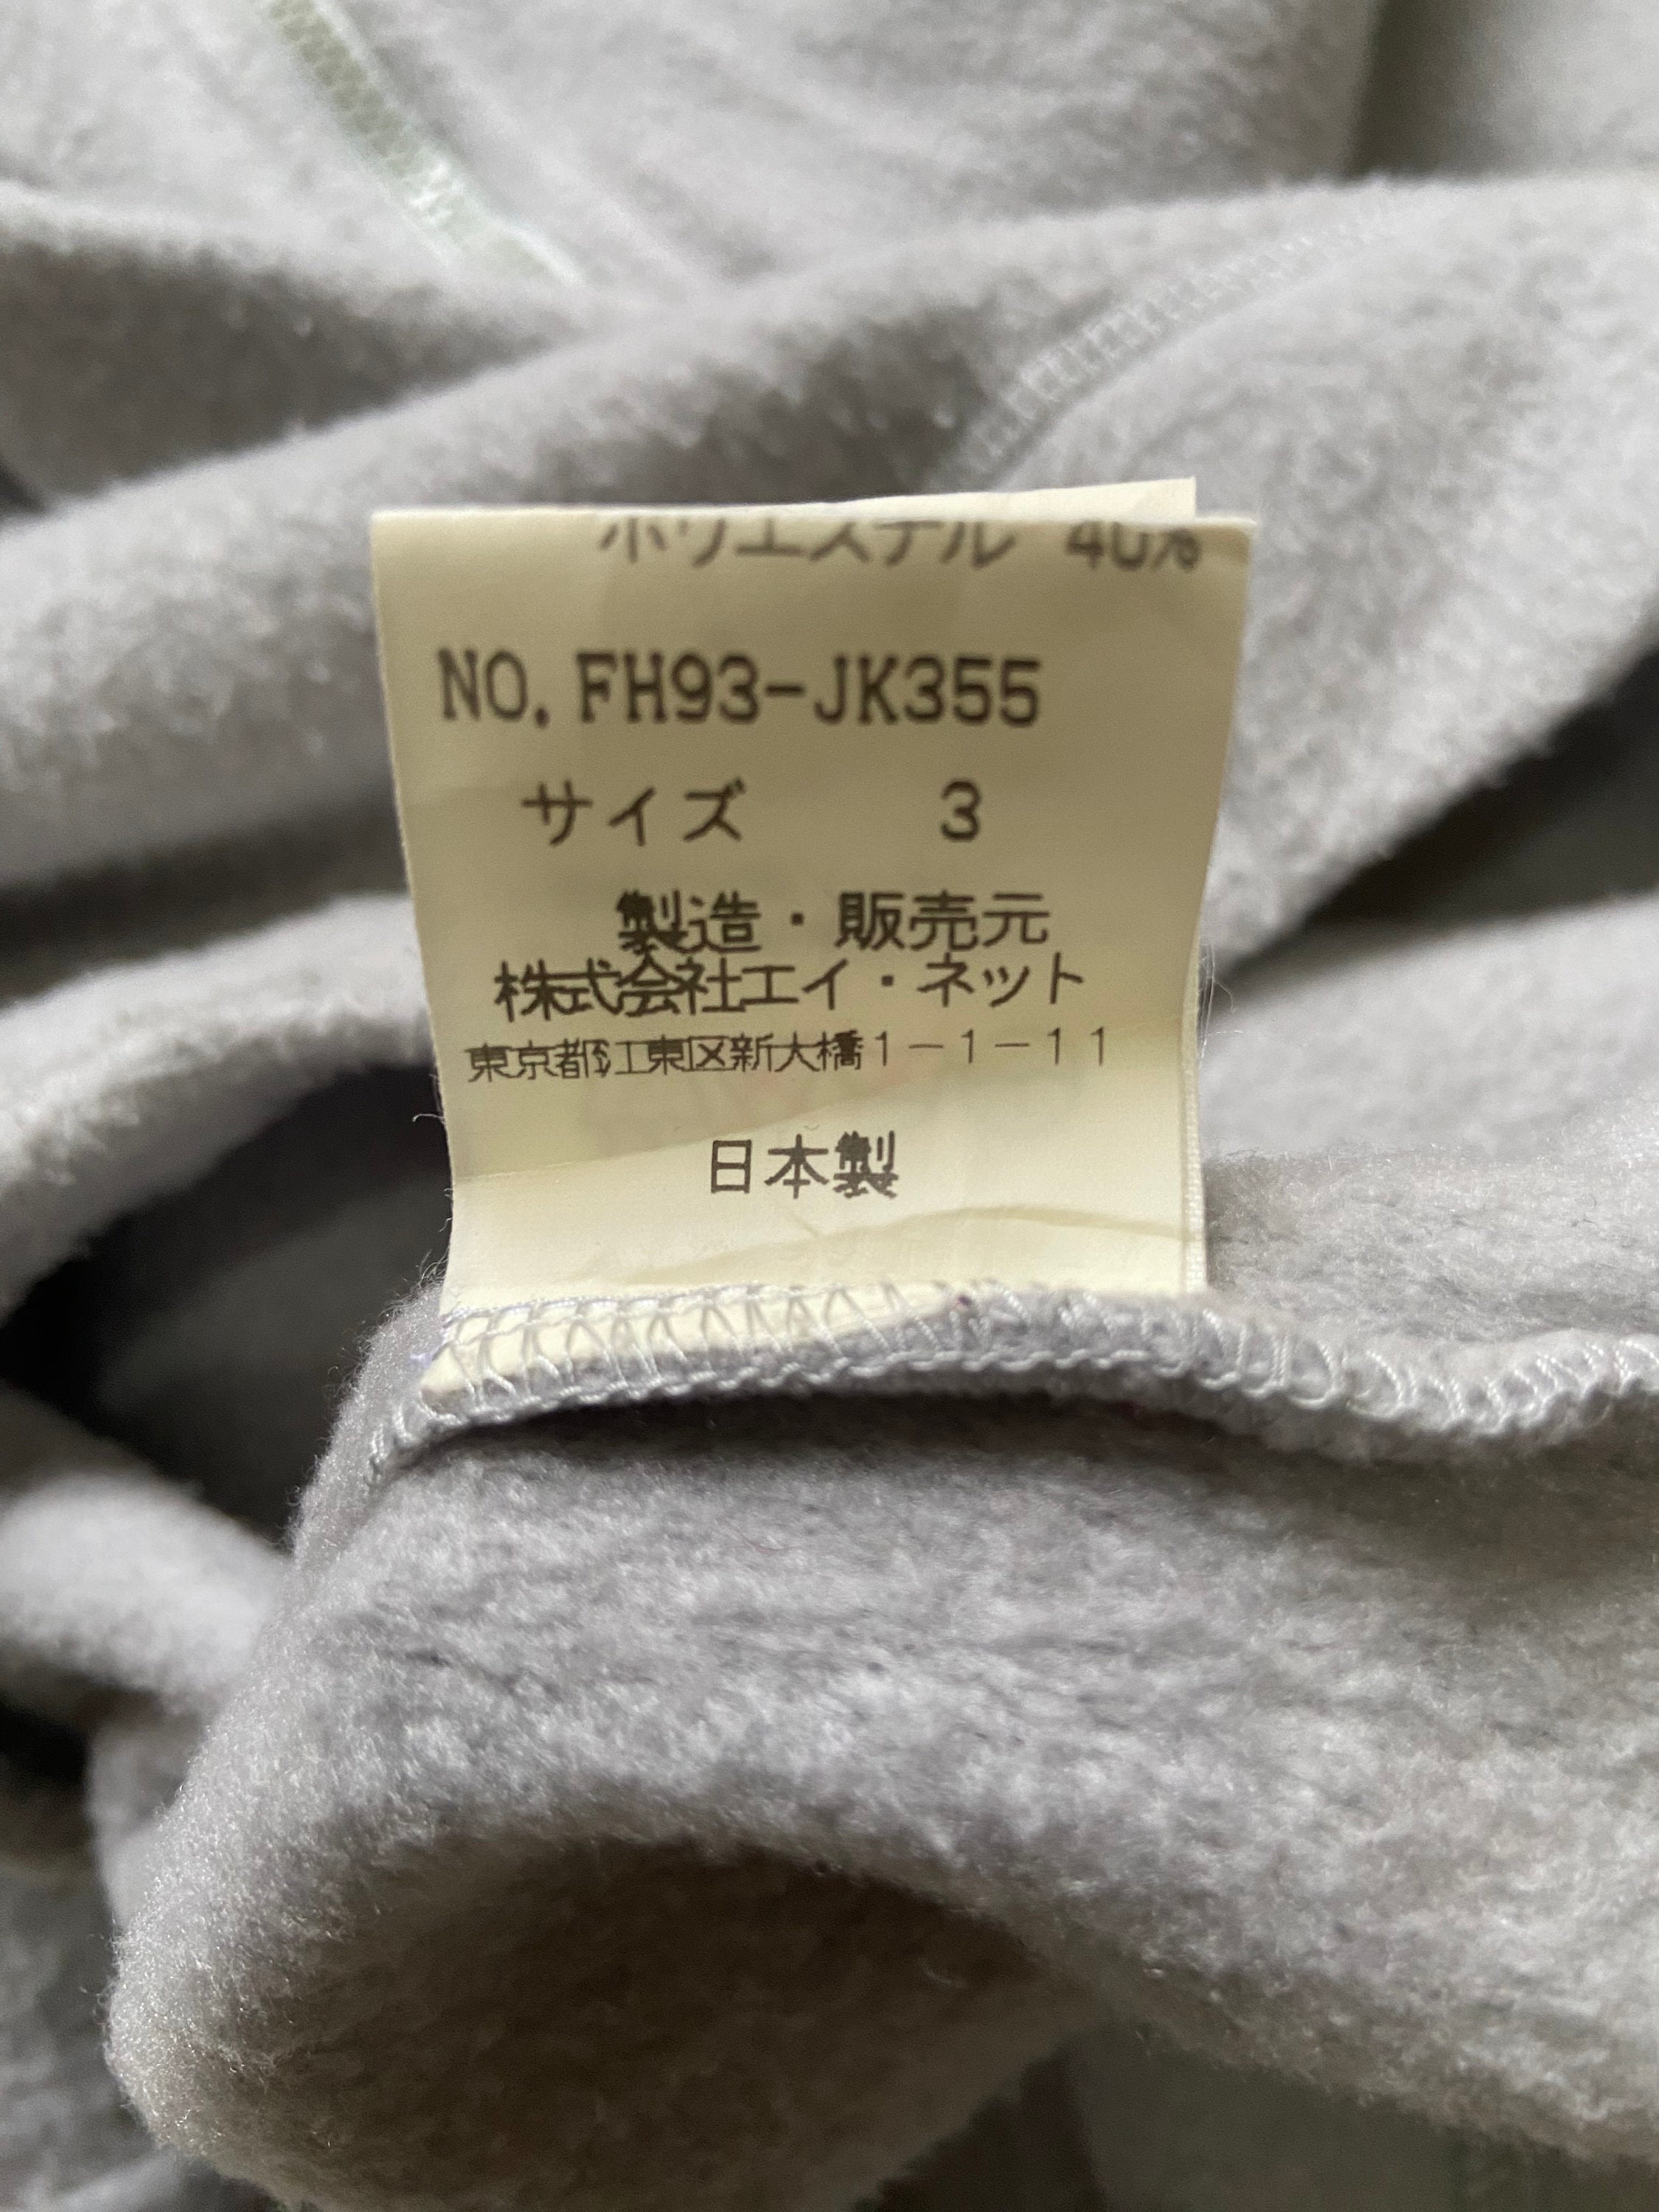 ポリエステル 40%
NO.FH93-JK355
サイズ 3
製造・販売元
株式会社エイ・ネット
東京都江東区新大橋1-1-11
日本製